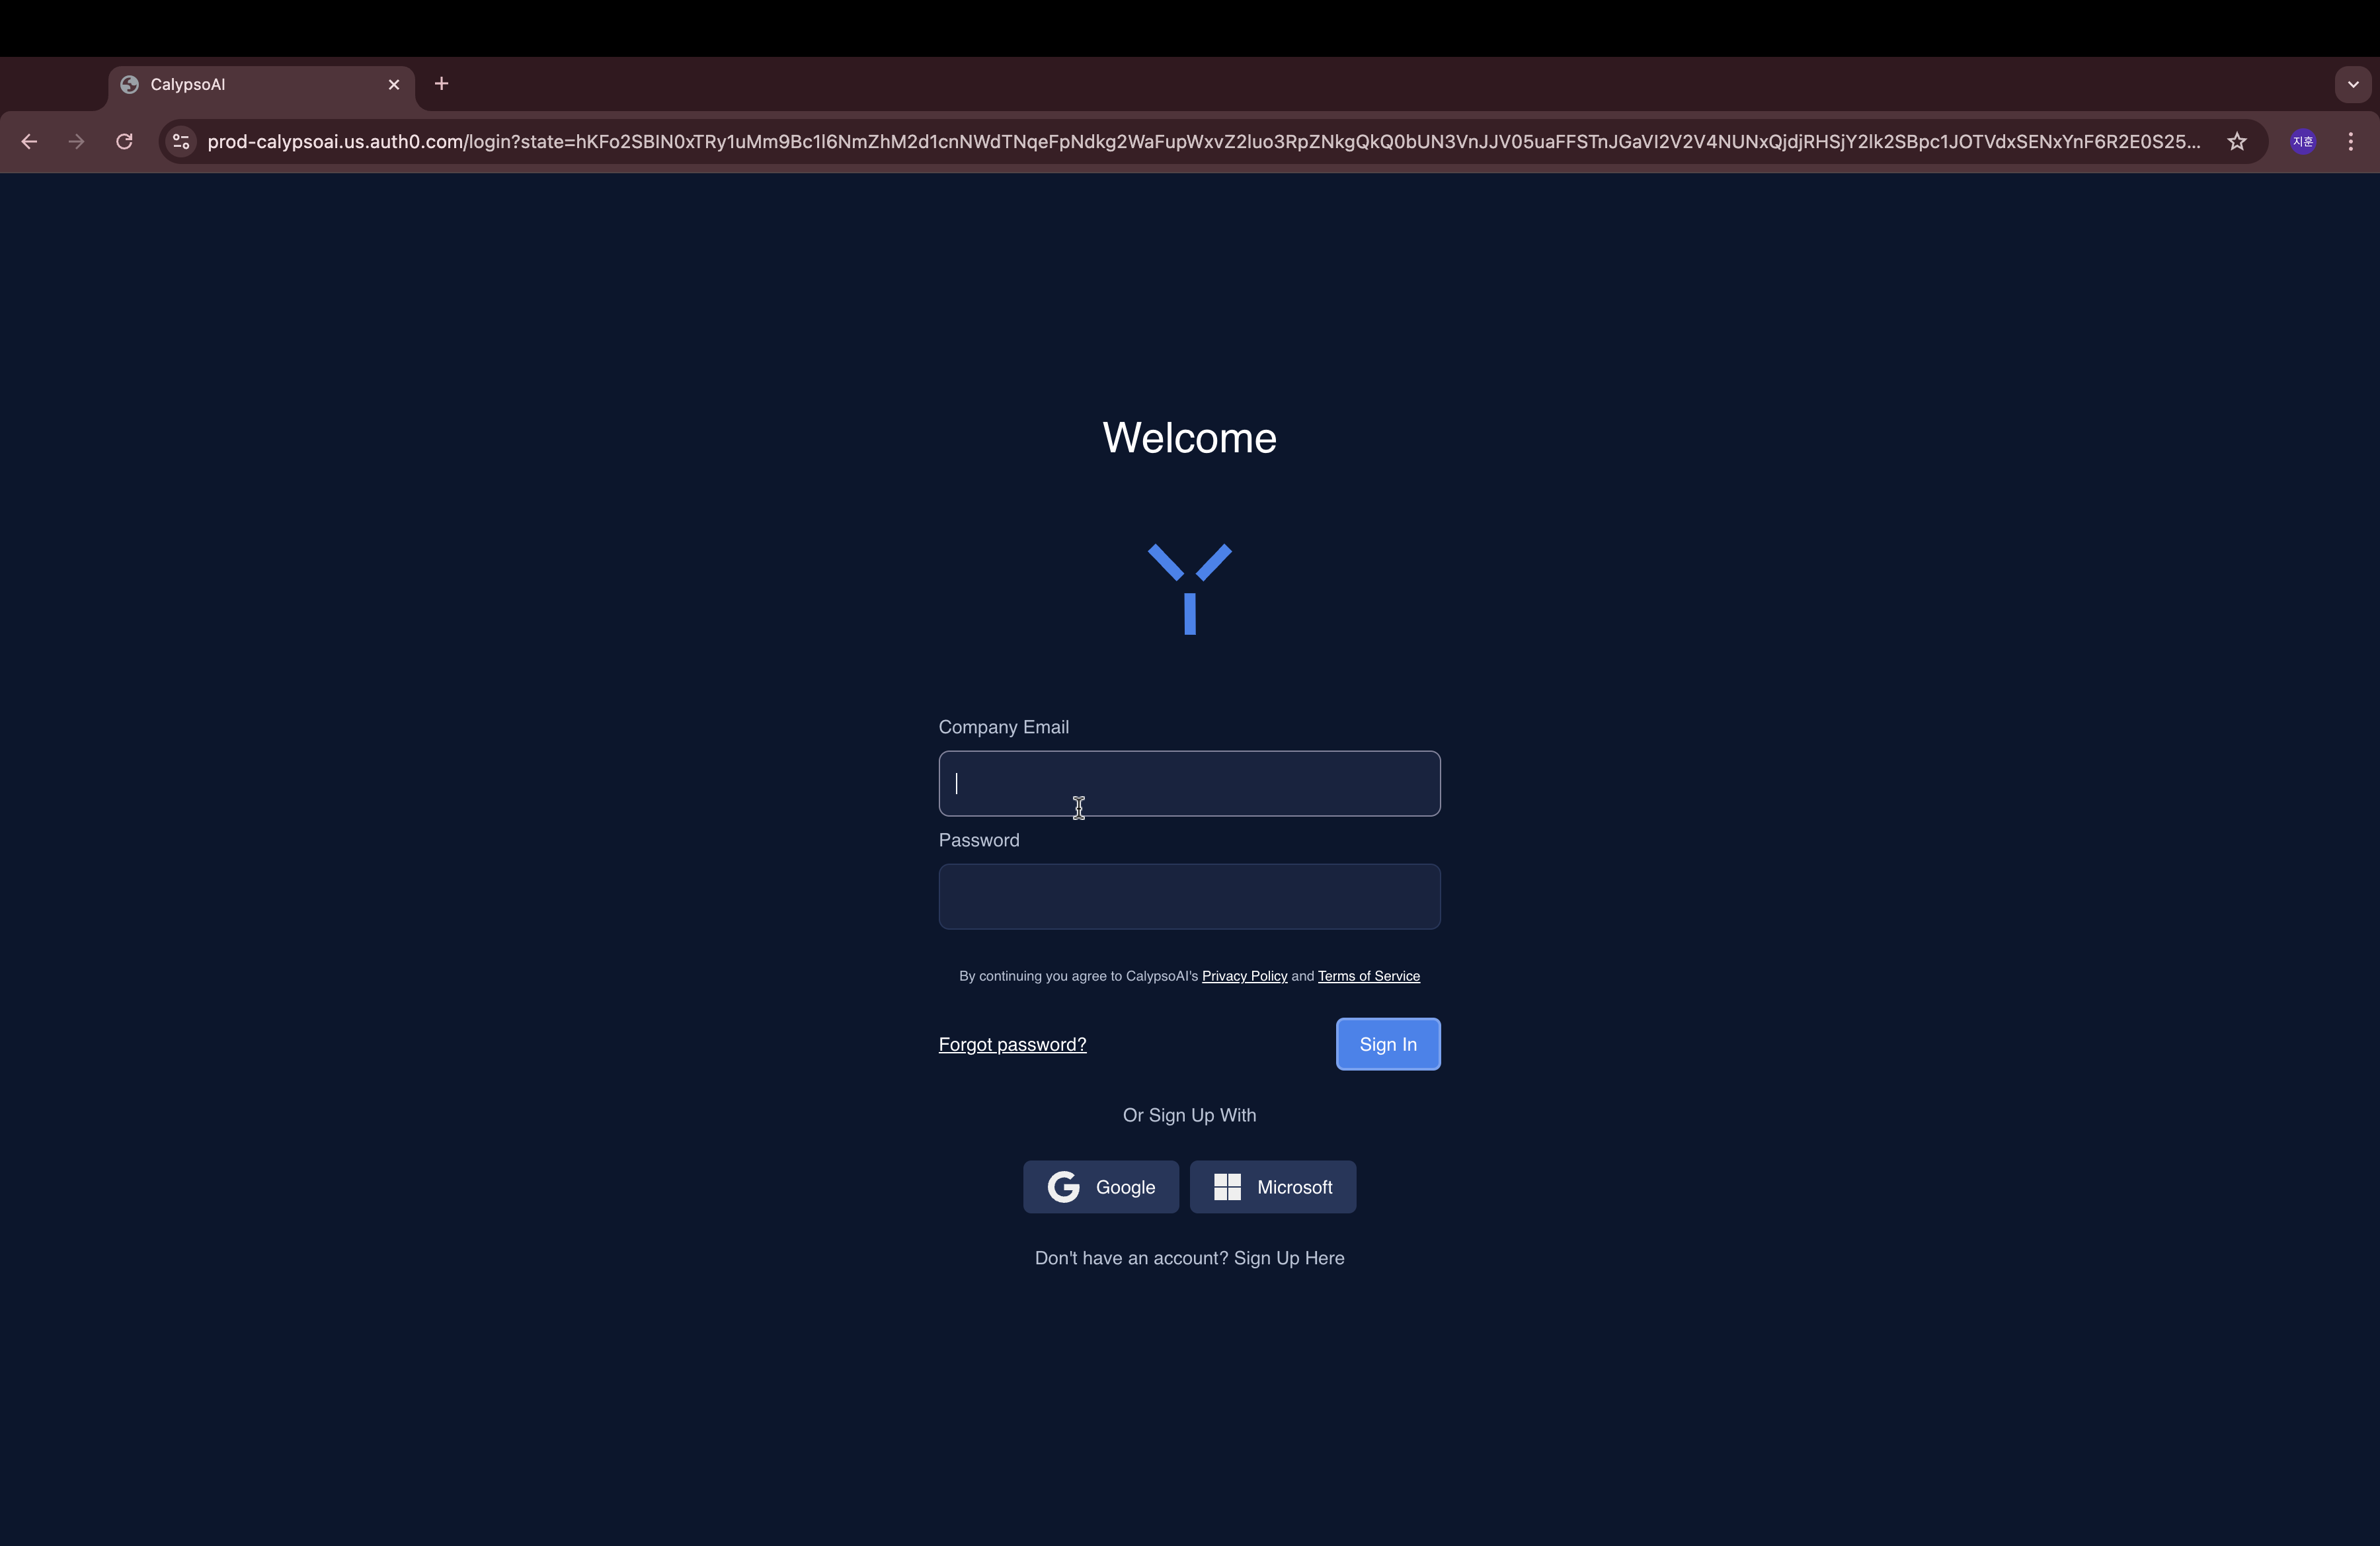 CalypsoAI
prod-calypsoai.us.auth0.com/login?state=hKFo2SBIN0xTRy1uMm9Bc1l6NmZhM2d1cnNWdTNqeFpNdkg2WaFupWxvZ2luo3RpZNkgQkQ0bUN3VnJJV05uaFFSTnJGaVI2V2V4NUNxQjdjRHSjY2lk2SBpc1JOTVdxSENxYnF6R2E0S25...
지훈
Welcome
Company Email
Password
By continuing you agree to CalypsoAI's Privacy Policy and Terms of Service
Forgot password?
Sign In
Or Sign Up With
Google
Microsoft
Don't have an account? Sign Up Here